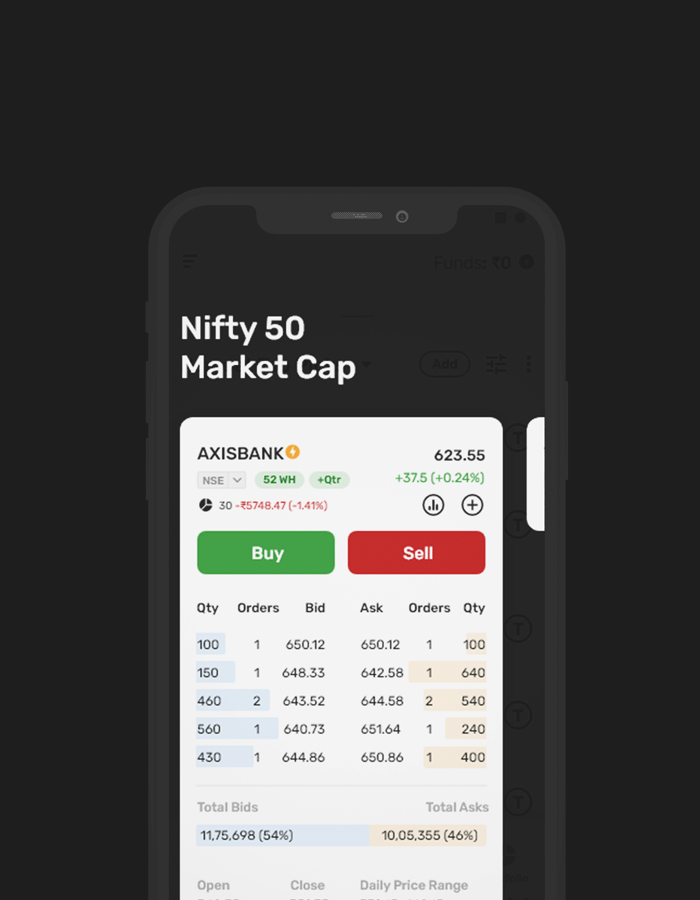 Funds: ₹0
Nifty 50
Market Cap
Add
AXISBANK
623.55
NSE
52 WH
+Qtr
+37.5 (+0.24%)
30 -₹5748.47 (-1.41%)
Buy
Sell
Qty Orders Bid Ask Orders Qty
100 1 650.12 650.12 1 100
150 1 648.33 642.58 1 640
460 2 643.52 644.58 2 540
560 1 640.73 651.64 1 240
430 1 644.86 650.86 1 400
Total Bids Total Asks
11,75,698 (54%) 10,05,355 (46%)
Open Close Daily Price Range
T
T
T
T
T